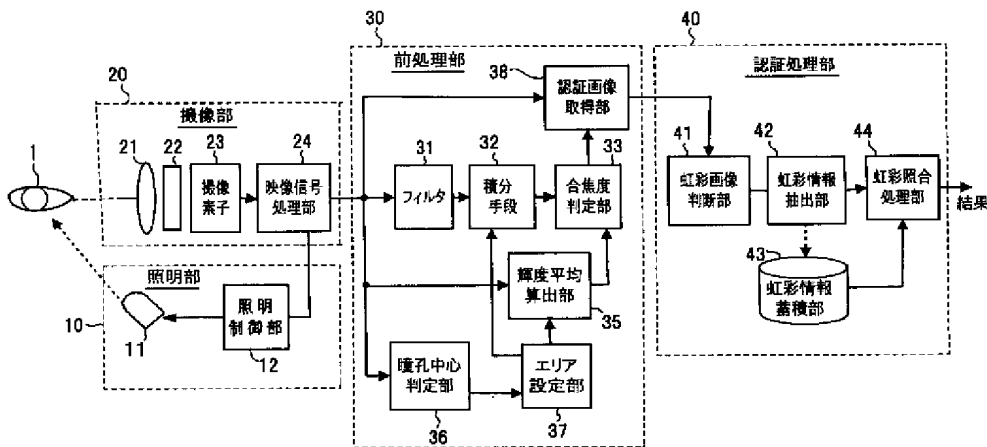 30
前処理部
40
認証処理部
20
撮像部
38
認証画像
取得部
1
21
22
23
24
撮像
素子
映像信号
処理部
31
フィルタ
32
積分
手段
33
合焦度
判定部
41
虹彩画像
判断部
42
虹彩情報
抽出部
44
虹彩照合
処理部
結果
43
虹彩情報
蓄積部
照明部
10
11
照明
制御部
12
輝度平均
算出部
35
瞳孔中心
判定部
36
エリア
設定部
37